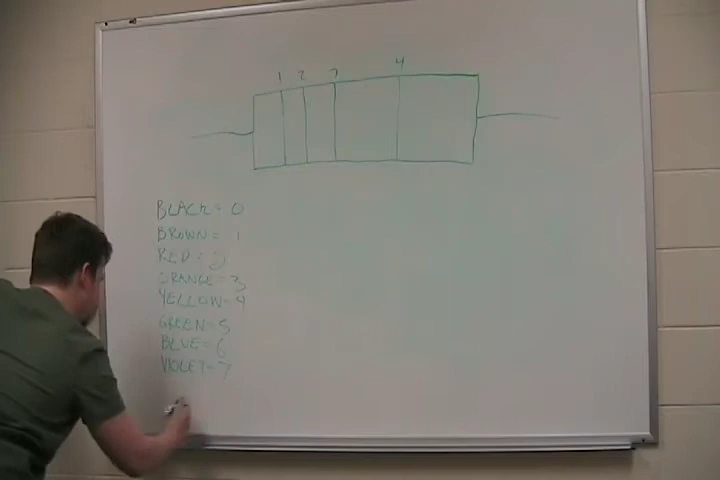 1 2 3 4
BLACK = 0
BROWN = 1
RED = 2
ORANGE = 3
YELLOW = 4
GREEN = 5
BLUE = 6
VIOLET = 7